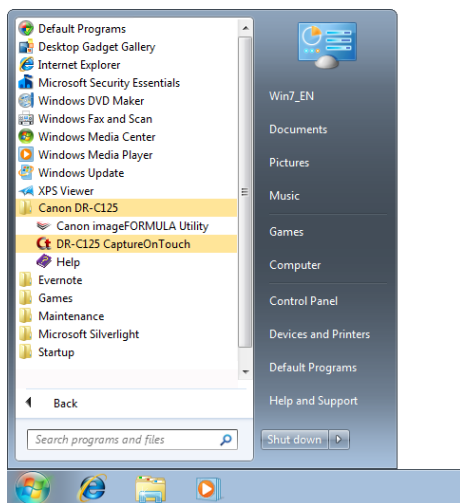 Default Programs
Desktop Gadget Gallery
Internet Explorer
Microsoft Security Essentials
Windows DVD Maker
Windows Fax and Scan
Windows Media Center
Windows Media Player
Windows Update
XPS Viewer
Canon DR-C125
Canon imageFORMULA Utility
Ct DR-C125 CaptureOnTouch
Help
Evernote
Games
Maintenance
Microsoft Silverlight
Startup
Back
Search programs and files
Win7_EN
Documents
Pictures
Music
Games
Computer
Control Panel
Devices and Printers
Default Programs
Help and Support
Shut down